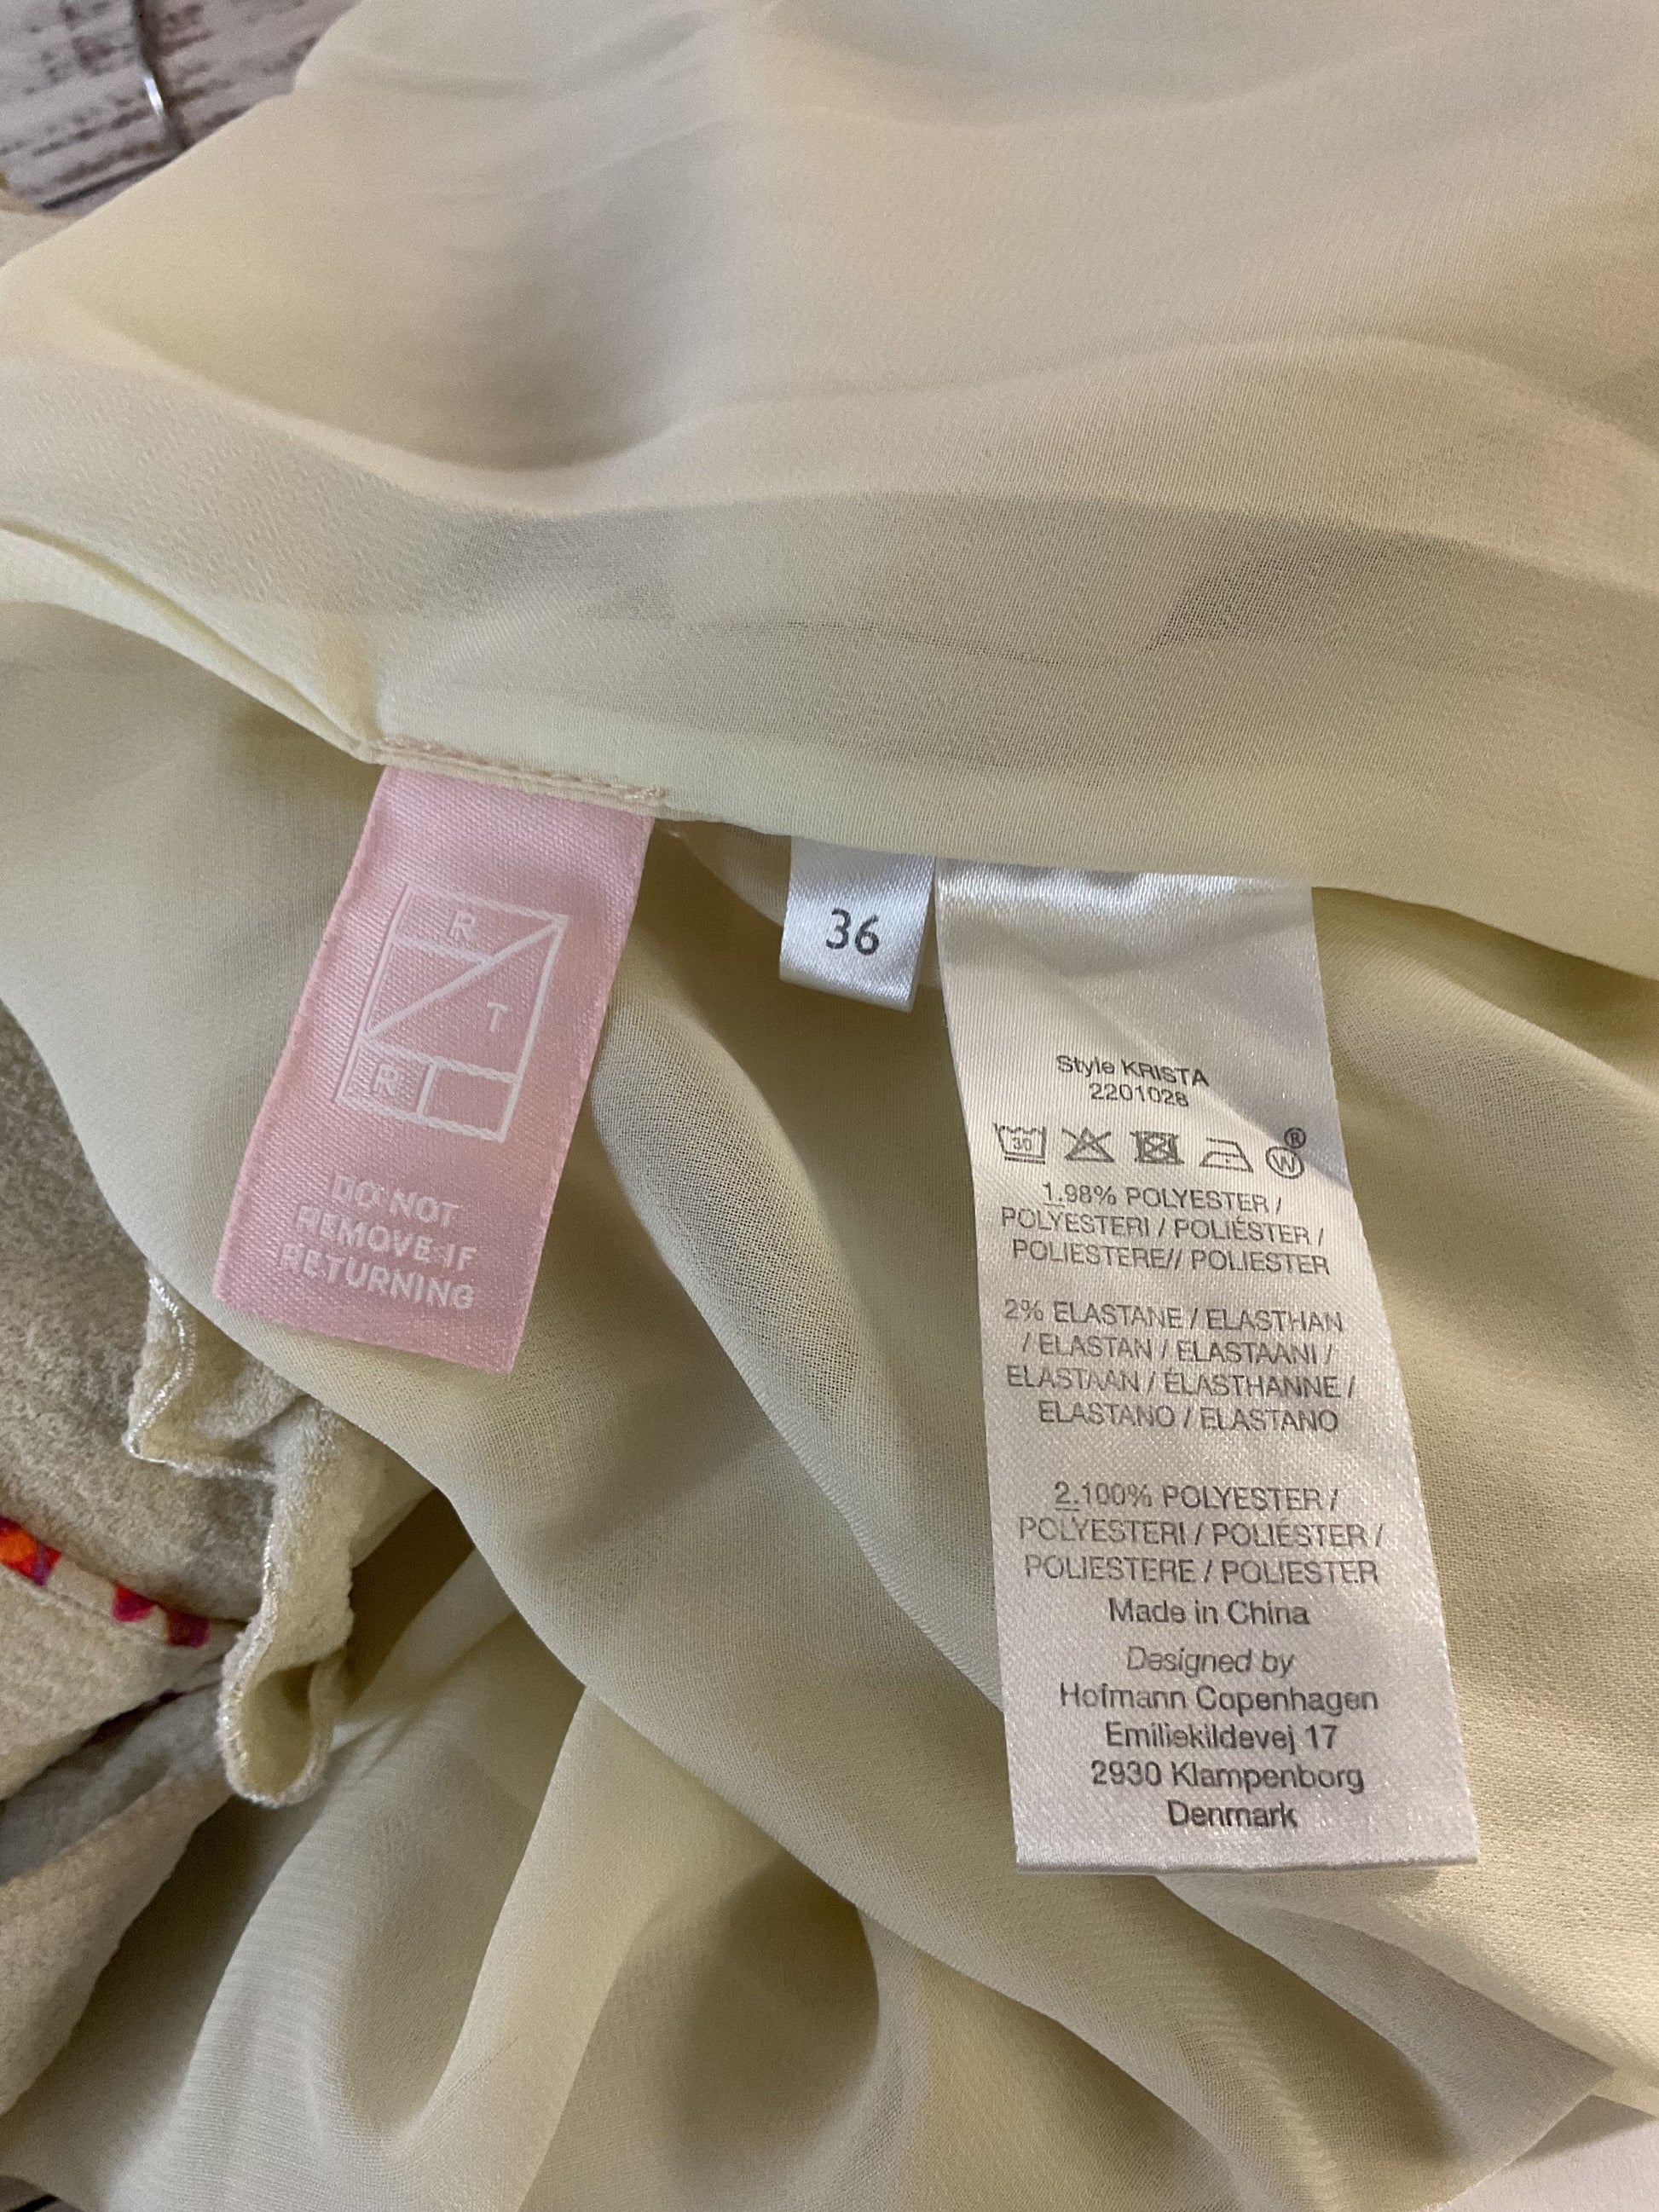 R
T
R
DO NOT
REMOVE IF
RETURNING
36
Style KRISTA
2201028
30
W
®
1.98% POLYESTER /
POLYESTERI / POLIÉSTER /
POLIESTERE// POLIESTER
2% ELASTANE / ELASTHAN
/ ELASTAN / ELASTAANI /
ELASTAAN / ÉLASTHANNE /
ELASTANO / ELASTANO
2.100% POLYESTER /
POLYESTERI / POLIÉSTER /
POLIESTERE / POLIESTER
Made in China
Designed by
Hofmann Copenhagen
Emiliekildevej 17
2930 Klampenborg
Denmark